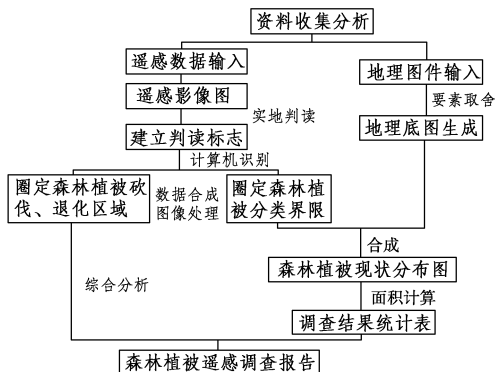 资料收集分析
遥感数据输入
地理图件输入
遥感影像图
要素取舍
实地判读
建立判读标志
地理底图生成
计算机识别
圈定森林植被砍
伐、退化区域
数据合成
图像处理
圈定森林植
被分类界限
合成
森林植被现状分布图
综合分析
面积计算
调查结果统计表
森林植被遥感调查报告